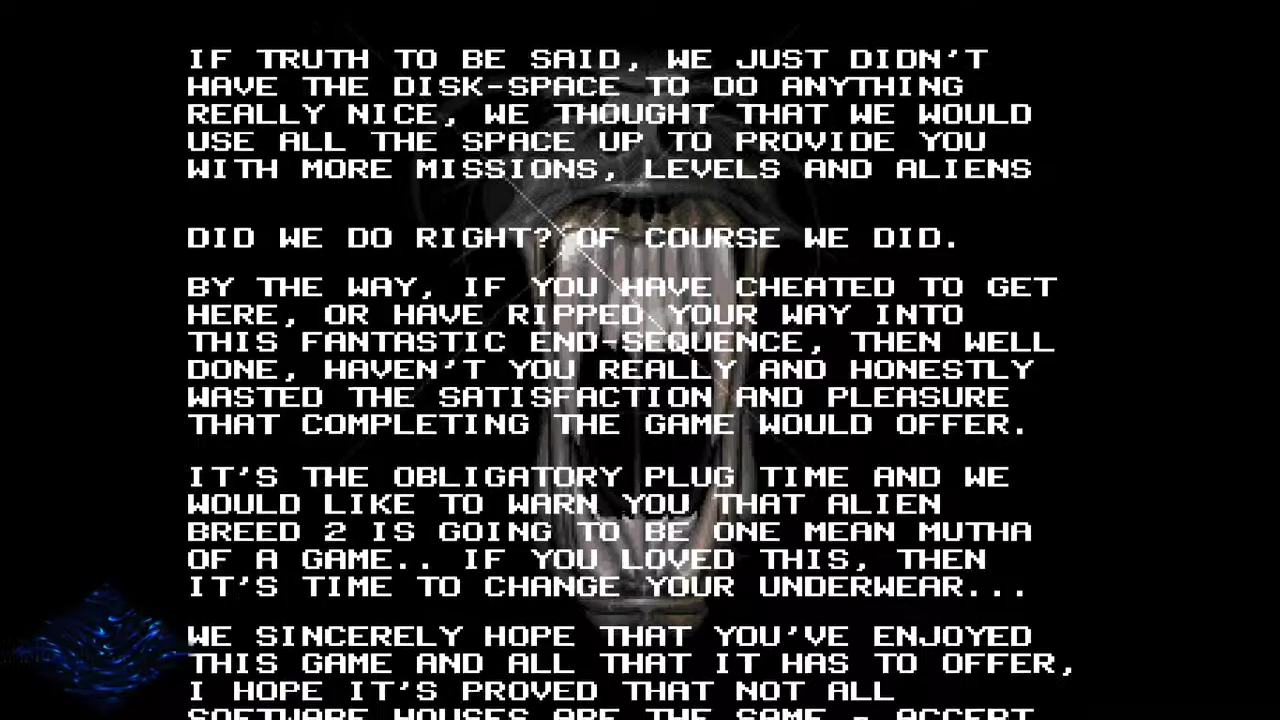 IF TRUTH TO BE SAID, WE JUST DIDN'T
HAVE THE DISK-SPACE TO DO ANYTHING
REALLY NICE, WE THOUGHT THAT WE WOULD
USE ALL THE SPACE UP TO PROVIDE YOU
WITH MORE MISSIONS, LEVELS AND ALIENS
DID WE DO RIGHT? OF COURSE WE DID.
BY THE WAY, IF YOU HAVE CHEATED TO GET
HERE, OR HAVE RIPPED YOUR WAY INTO
THIS FANTASTIC END-SEQUENCE, THEN WELL
DONE, HAVEN'T YOU REALLY AND HONESTLY
WASTED THE SATISFACTION AND PLEASURE
THAT COMPLETING THE GAME WOULD OFFER.
IT'S THE OBLIGATORY PLUG TIME AND WE
WOULD LIKE TO WARN YOU THAT ALIEN
BREED 2 IS GOING TO BE ONE MEAN MUTHA
OF A GAME.. IF YOU LOVED THIS, THEN
IT'S TIME TO CHANGE YOUR UNDERWEAR...
WE SINCERELY HOPE THAT YOU'VE ENJOYED
THIS GAME AND ALL THAT IT HAS TO OFFER,
I HOPE IT'S PROVED THAT NOT ALL
SOFTWARE HOUSES ARE THE SAME - ACCEPT